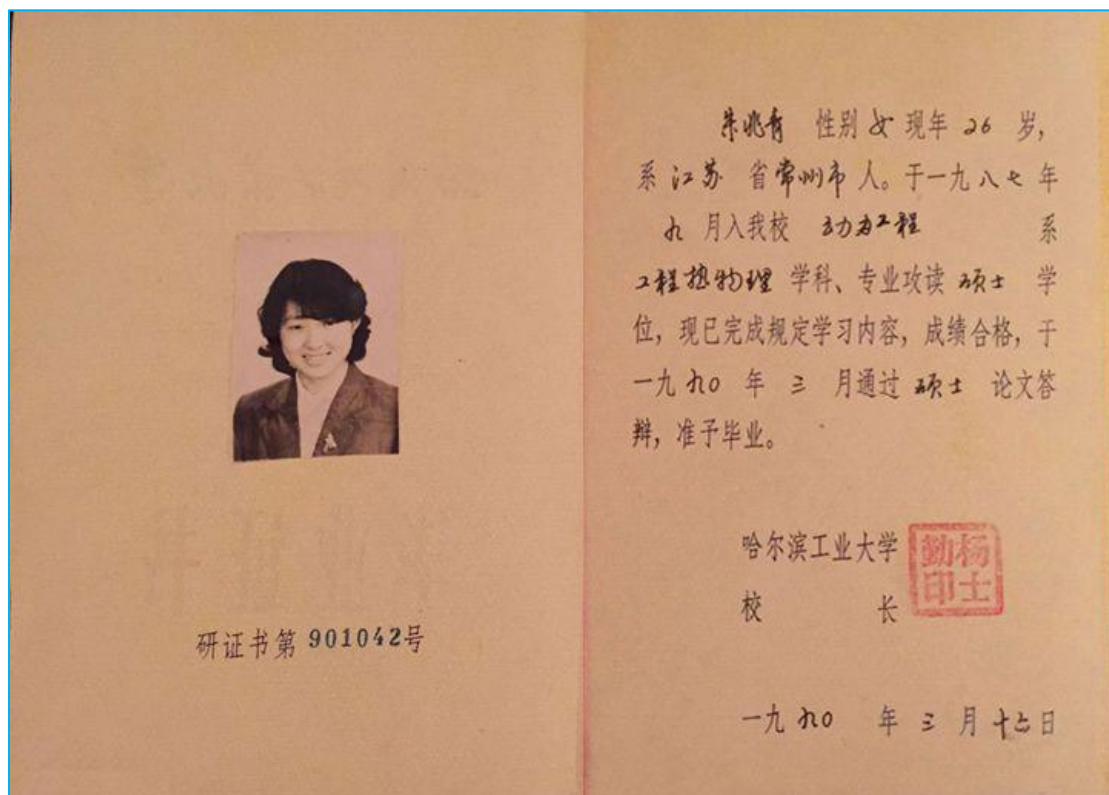 研证书第901042号
朱兆青 性别 女 现年 26 岁,
系 江苏 省 常州市 人。于一九八七年
九 月入我校 动力工程 系
工程热物理 学科、专业攻读 硕士 学
位,现已完成规定学习内容,成绩合格,于
一九九0 年 三 月通过 硕士 论文答
辩,准予毕业。
哈尔滨工业大学
校 长
杨士勤印
一九九0 年 三 月 日